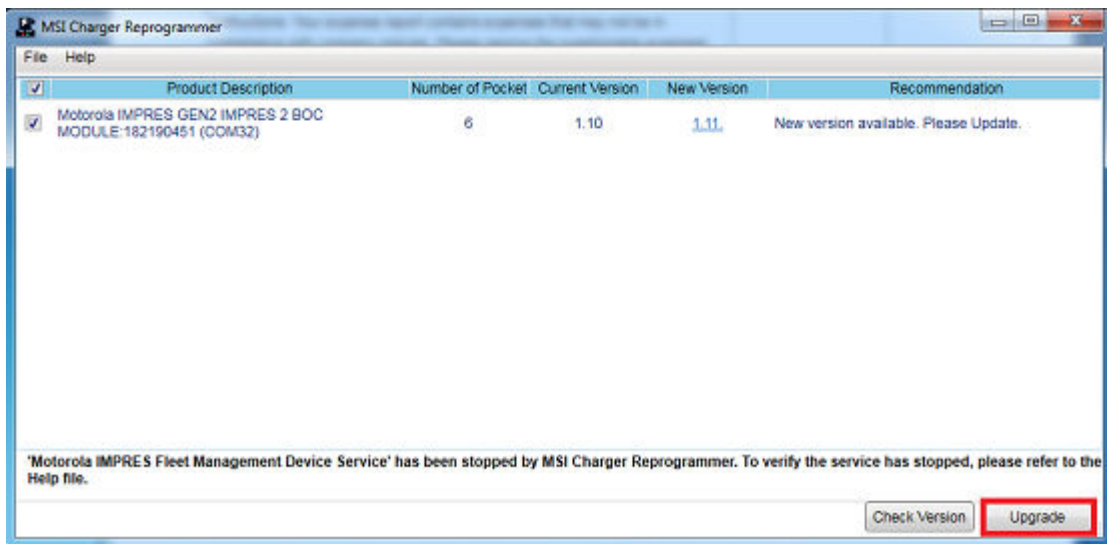 MSI Charger Reprogrammer
File Help
Product Description Number of Pocket Current Version New Version Recommendation
Motorola IMPRES GEN2 IMPRES 2 BOC
MODULE:182190451 (COM32) 6 1.10 1.11. New version available. Please Update.
'Motorola IMPRES Fleet Management Device Service' has been stopped by MSI Charger Reprogrammer. To verify the service has stopped, please refer to the
Help file.
Check Version Upgrade